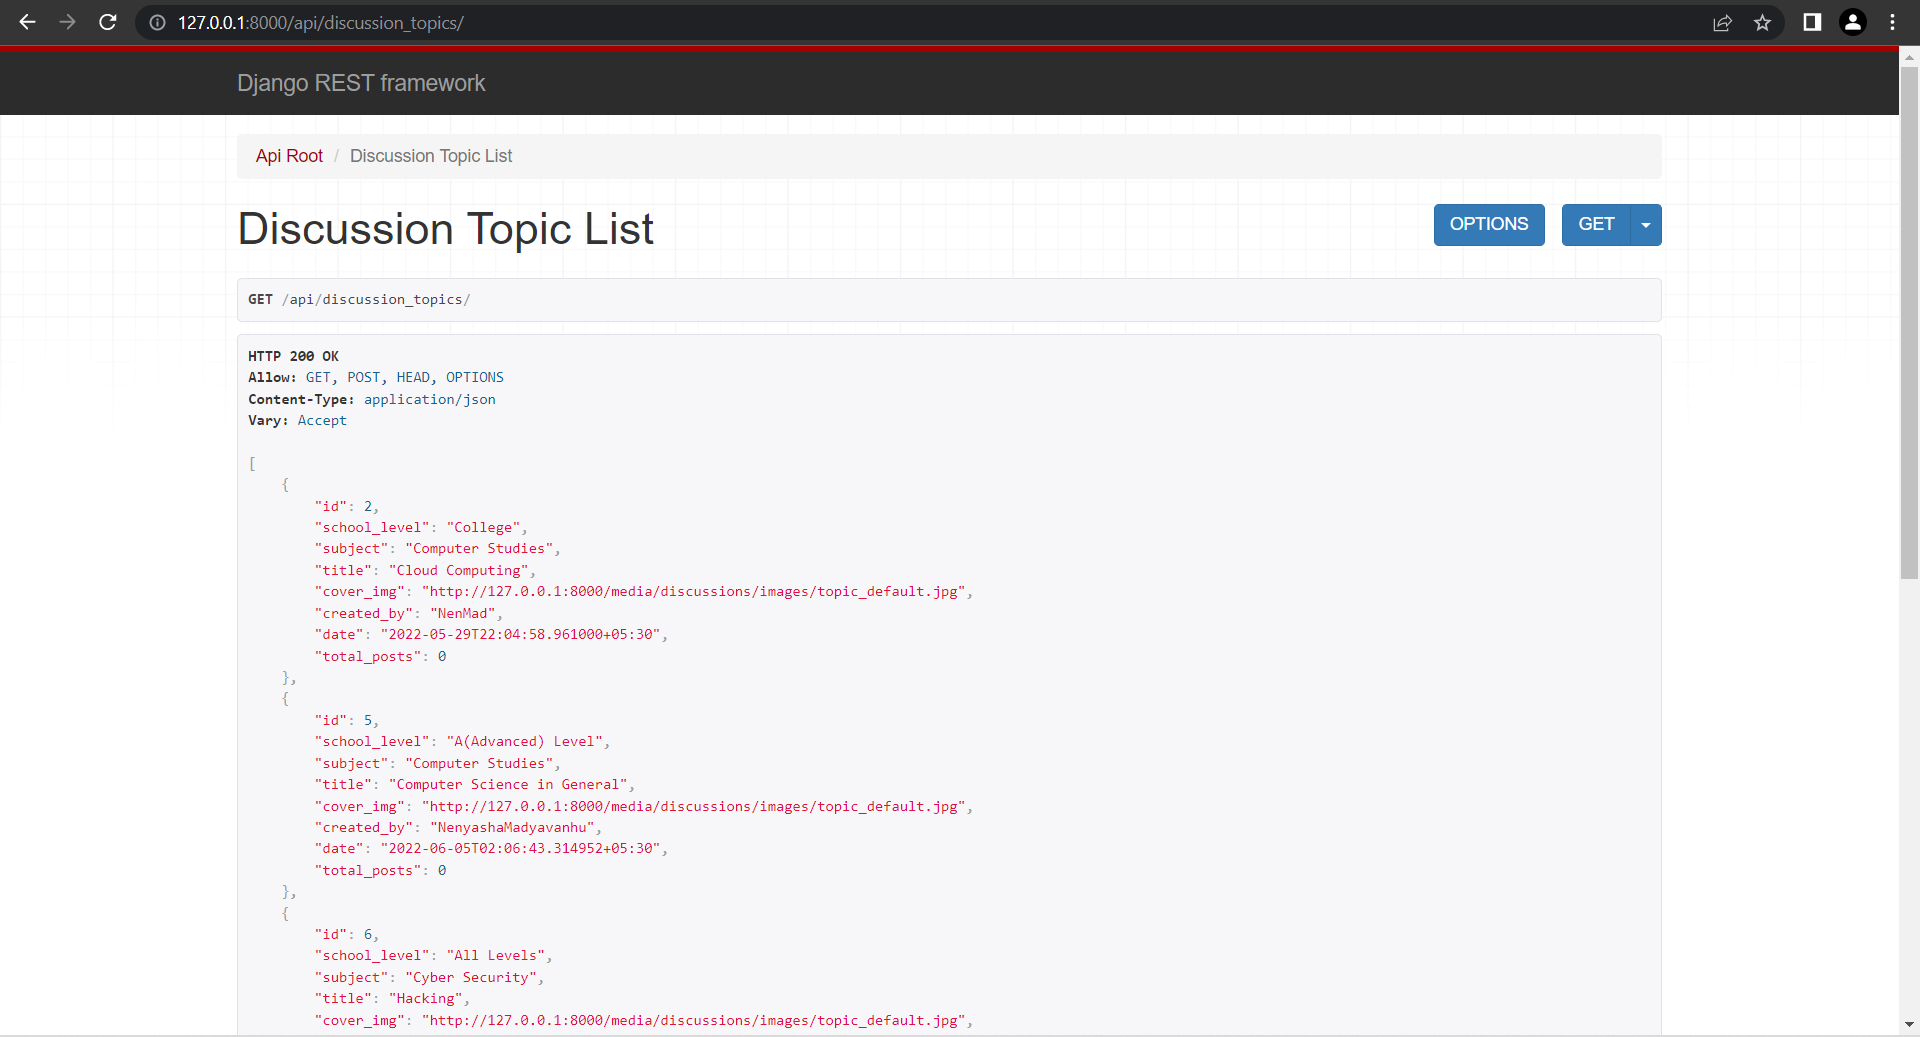 127.0.0.1:8000/api/discussion_topics/
Django REST framework
Api Root / Discussion Topic List
Discussion Topic List
OPTIONS
GET
GET /api/discussion_topics/
HTTP 200 OK
Allow: GET, POST, HEAD, OPTIONS
Content-Type: application/json
Vary: Accept
[
{
"id": 2,
"school_level": "College",
"subject": "Computer Studies",
"title": "Cloud Computing",
"cover_img": "http://127.0.0.1:8000/media/discussions/images/topic_default.jpg",
"created_by": "NenMad",
"date": "2022-05-29T22:04:58.961000+05:30",
"total_posts": 0
},
{
"id": 5,
"school_level": "A(Advanced) Level",
"subject": "Computer Studies",
"title": "Computer Science in General",
"cover_img": "http://127.0.0.1:8000/media/discussions/images/topic_default.jpg",
"created_by": "NenyashaMadyavanhu",
"date": "2022-06-05T02:06:43.314952+05:30",
"total_posts": 0
},
{
"id": 6,
"school_level": "All Levels",
"subject": "Cyber Security",
"title": "Hacking",
"cover_img": "http://127.0.0.1:8000/media/discussions/images/topic_default.jpg",